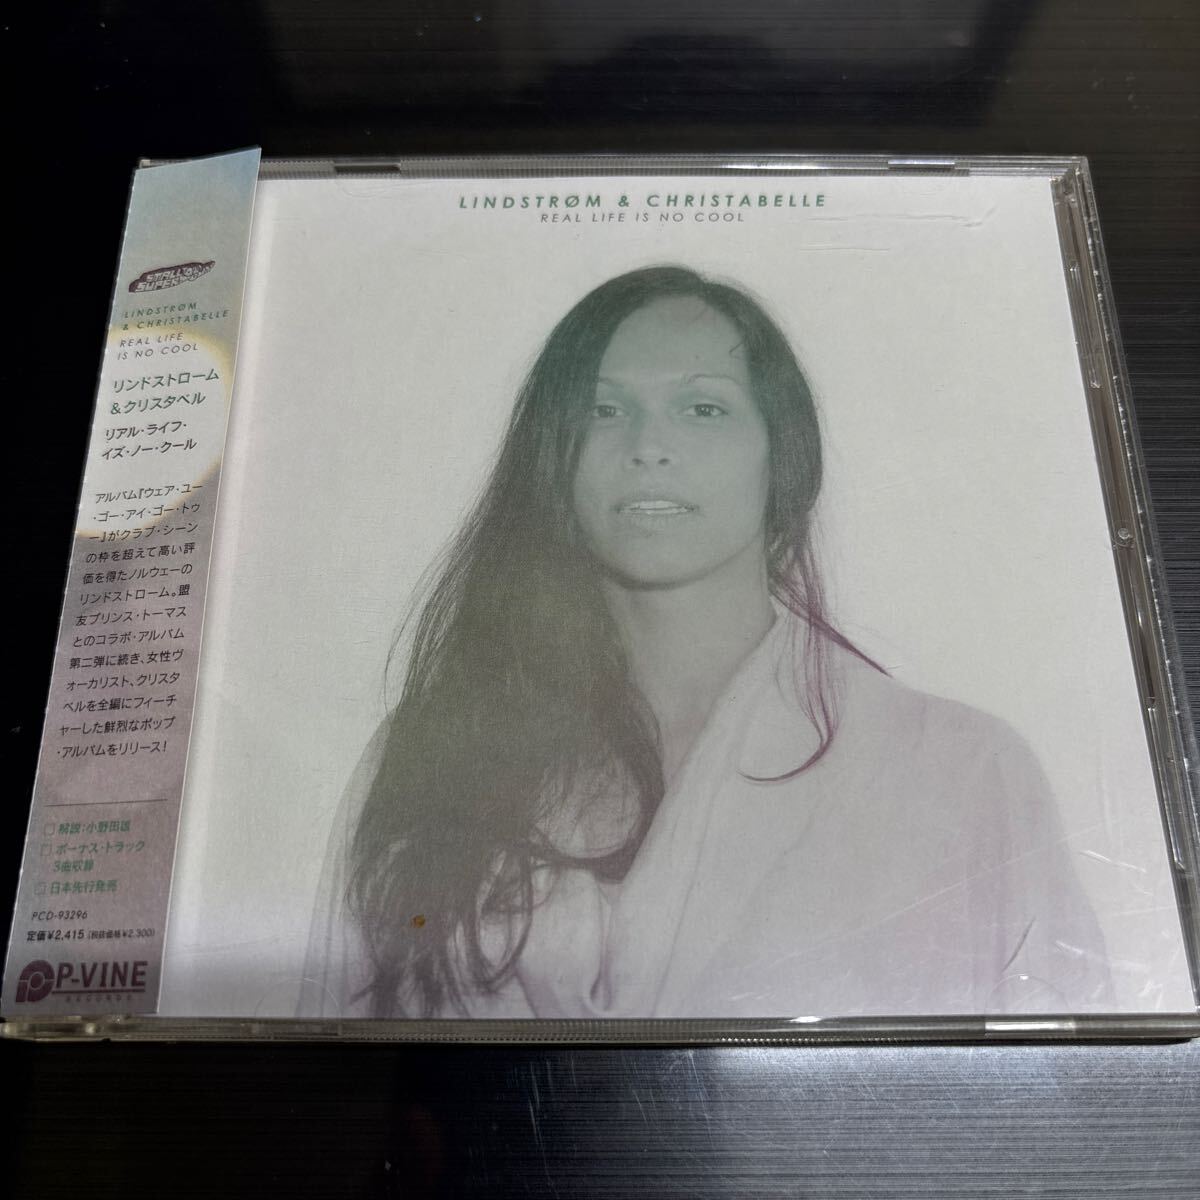 LINDSTRØM & CHRISTABELLE
REAL LIFE IS NO COOL
STALLO
SUPER
LINDSTRØM
& CHRISTABELLE
REAL LIFE
IS NO COOL
リンドストローム
&クリスタベル
リアル・ライフ・
イズ・ノー・クール
アルバム『ウェア・ユー
・ゴー・アイ・ゴー・トゥ
ー』がクラブ・シーン
の枠を超えて高い評
価を得たノルウェーの
リンドストローム。盟
友プリンス・トーマス
とのコラボ・アルバム
第二弾に続き、女性ヴ
ォーカリスト、クリスタ
ベルを全編にフィーチ
ャーした鮮烈なポップ
・アルバムをリリース!
□ 解説:小野田雄
□ ボーナス・トラック
3曲収録
□ 日本先行発売
PCD-93296
定価¥2,415 (税抜価格¥2,300)
P-VINE
RECORDS